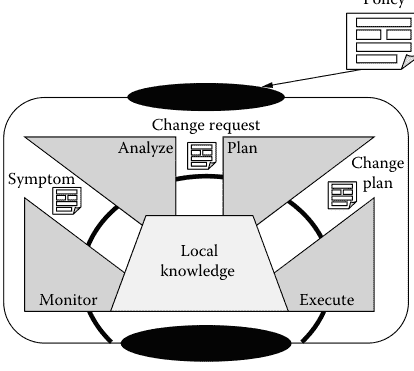 Policy
Change request
Analyze
Plan
Symptom
Change
plan
Local
knowledge
Monitor
Execute